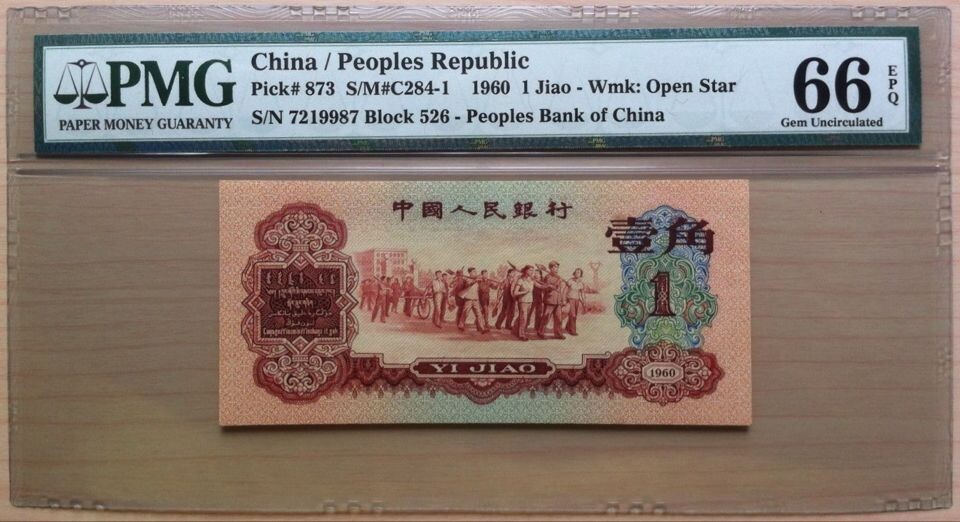 PMG
PAPER MONEY GUARANTY
China / Peoples Republic
Pick# 873 S/M#C284-1 1960 1 Jiao - Wmk: Open Star
S/N 7219987 Block 526 - Peoples Bank of China
66
EPQ
Gem Uncirculated
中國人民銀行
壹角
1
YI JIAO
1960